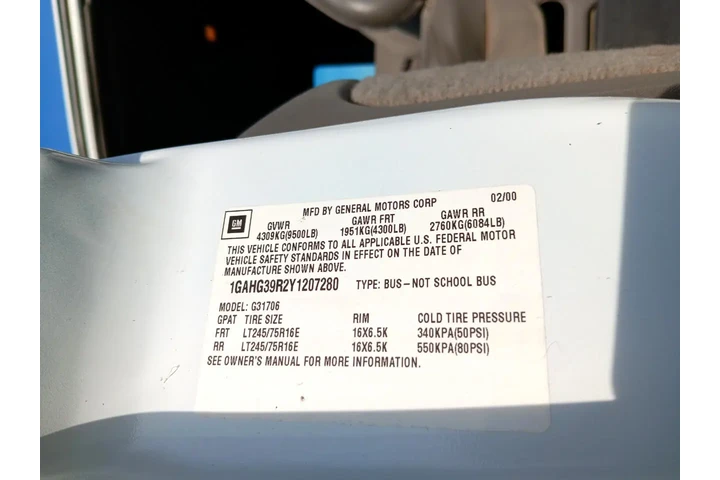 MFD BY GENERAL MOTORS CORP 02/00
GM
GVWR GAWR FRT GAWR RR
4309KG(9500LB) 1951KG(4300LB) 2760KG(6084LB)
THIS VEHICLE CONFORMS TO ALL APPLICABLE U.S. FEDERAL MOTOR
VEHICLE SAFETY STANDARDS IN EFFECT ON THE DATE OF
MANUFACTURE SHOWN ABOVE.
1GAHG39R2Y1207280 TYPE: BUS–NOT SCHOOL BUS
MODEL: G31706
GPAT TIRE SIZE RIM COLD TIRE PRESSURE
FRT LT245/75R16E 16X6.5K 340KPA(50PSI)
RR LT245/75R16E 16X6.5K 550KPA(80PSI)
SEE OWNER'S MANUAL FOR MORE INFORMATION.